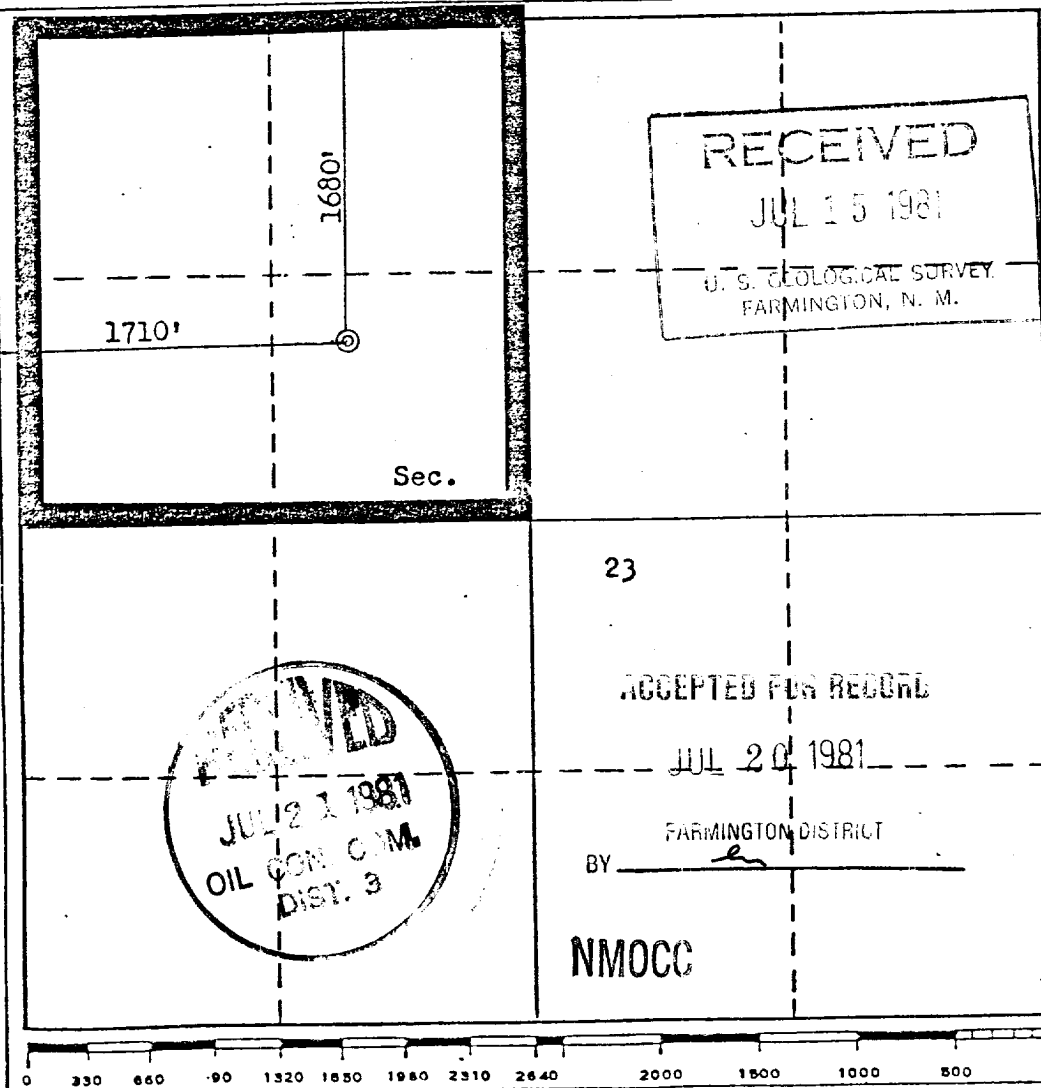 1680'
RECEIVED
JUL 15 1981
U. S. GEOLOGICAL SURVEY
FARMINGTON, N. M.
1710'
Sec.
23
ACCEPTED FOR RECORD
JUL 20 1981
FARMINGTON DISTRICT
BY
JUL 21 1981
OIL CON. COM.
DIST. 3
NMOCC
0 330 660 90 1320 1650 1980 2310 2640 2000 1500 1000 500